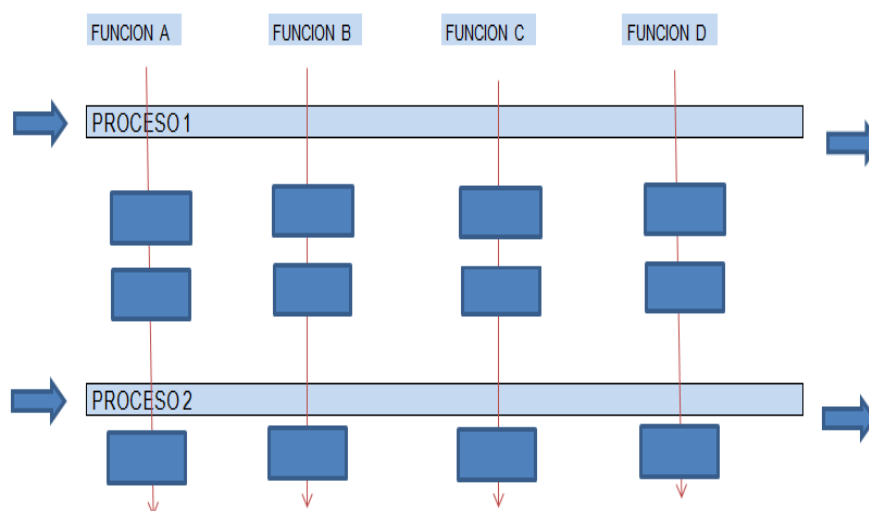 FUNCION A
FUNCION B
FUNCION C
FUNCION D
PROCESO 1
PROCESO 2